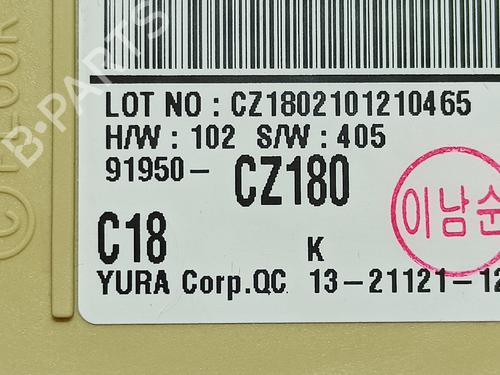 LOT NO : CZ1802101210465
H/W : 102 S/W : 405
91950- CZ180
이남순
C18 K
YURA Corp.QC 13-21121-12
B-PARTS